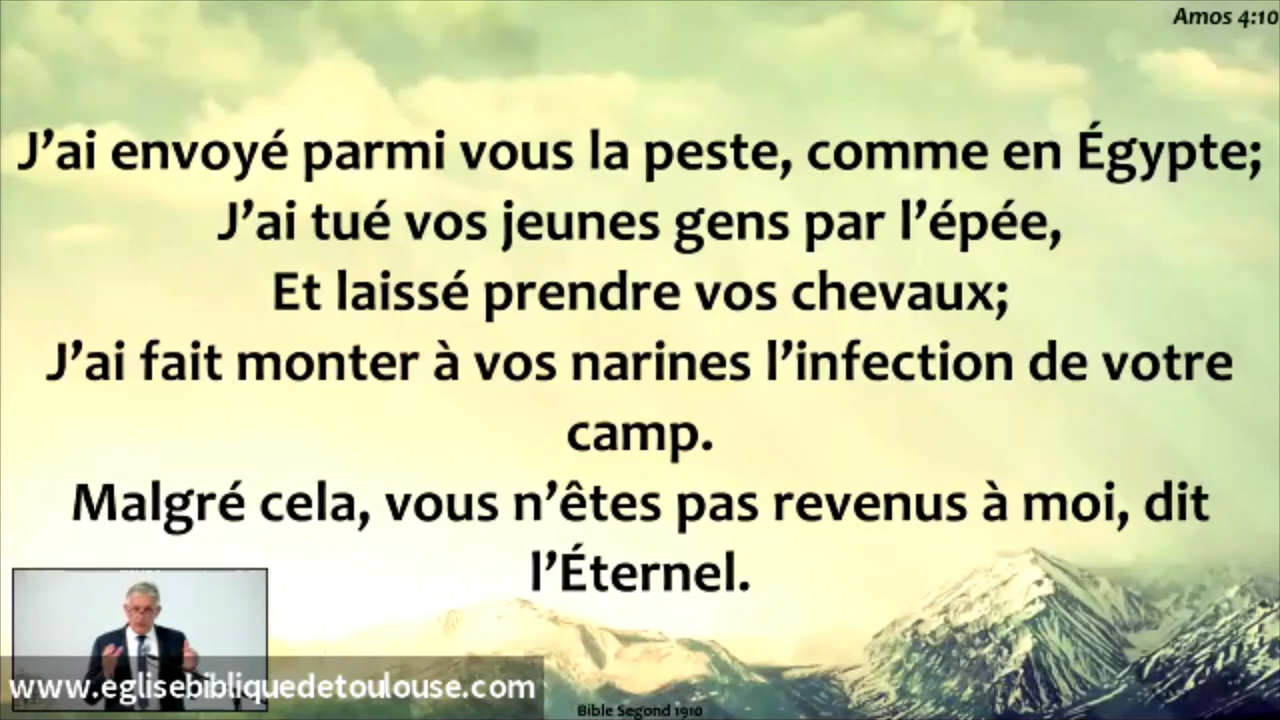 Amos 4:10
J’ai envoyé parmi vous la peste, comme en Égypte;
J’ai tué vos jeunes gens par l’épée,
Et laissé prendre vos chevaux;
J’ai fait monter à vos narines l’infection de votre
camp.
Malgré cela, vous n’êtes pas revenus à moi, dit
l’Éternel.
www.eglisebibliquedetoulouse.com
Bible Segond 1910